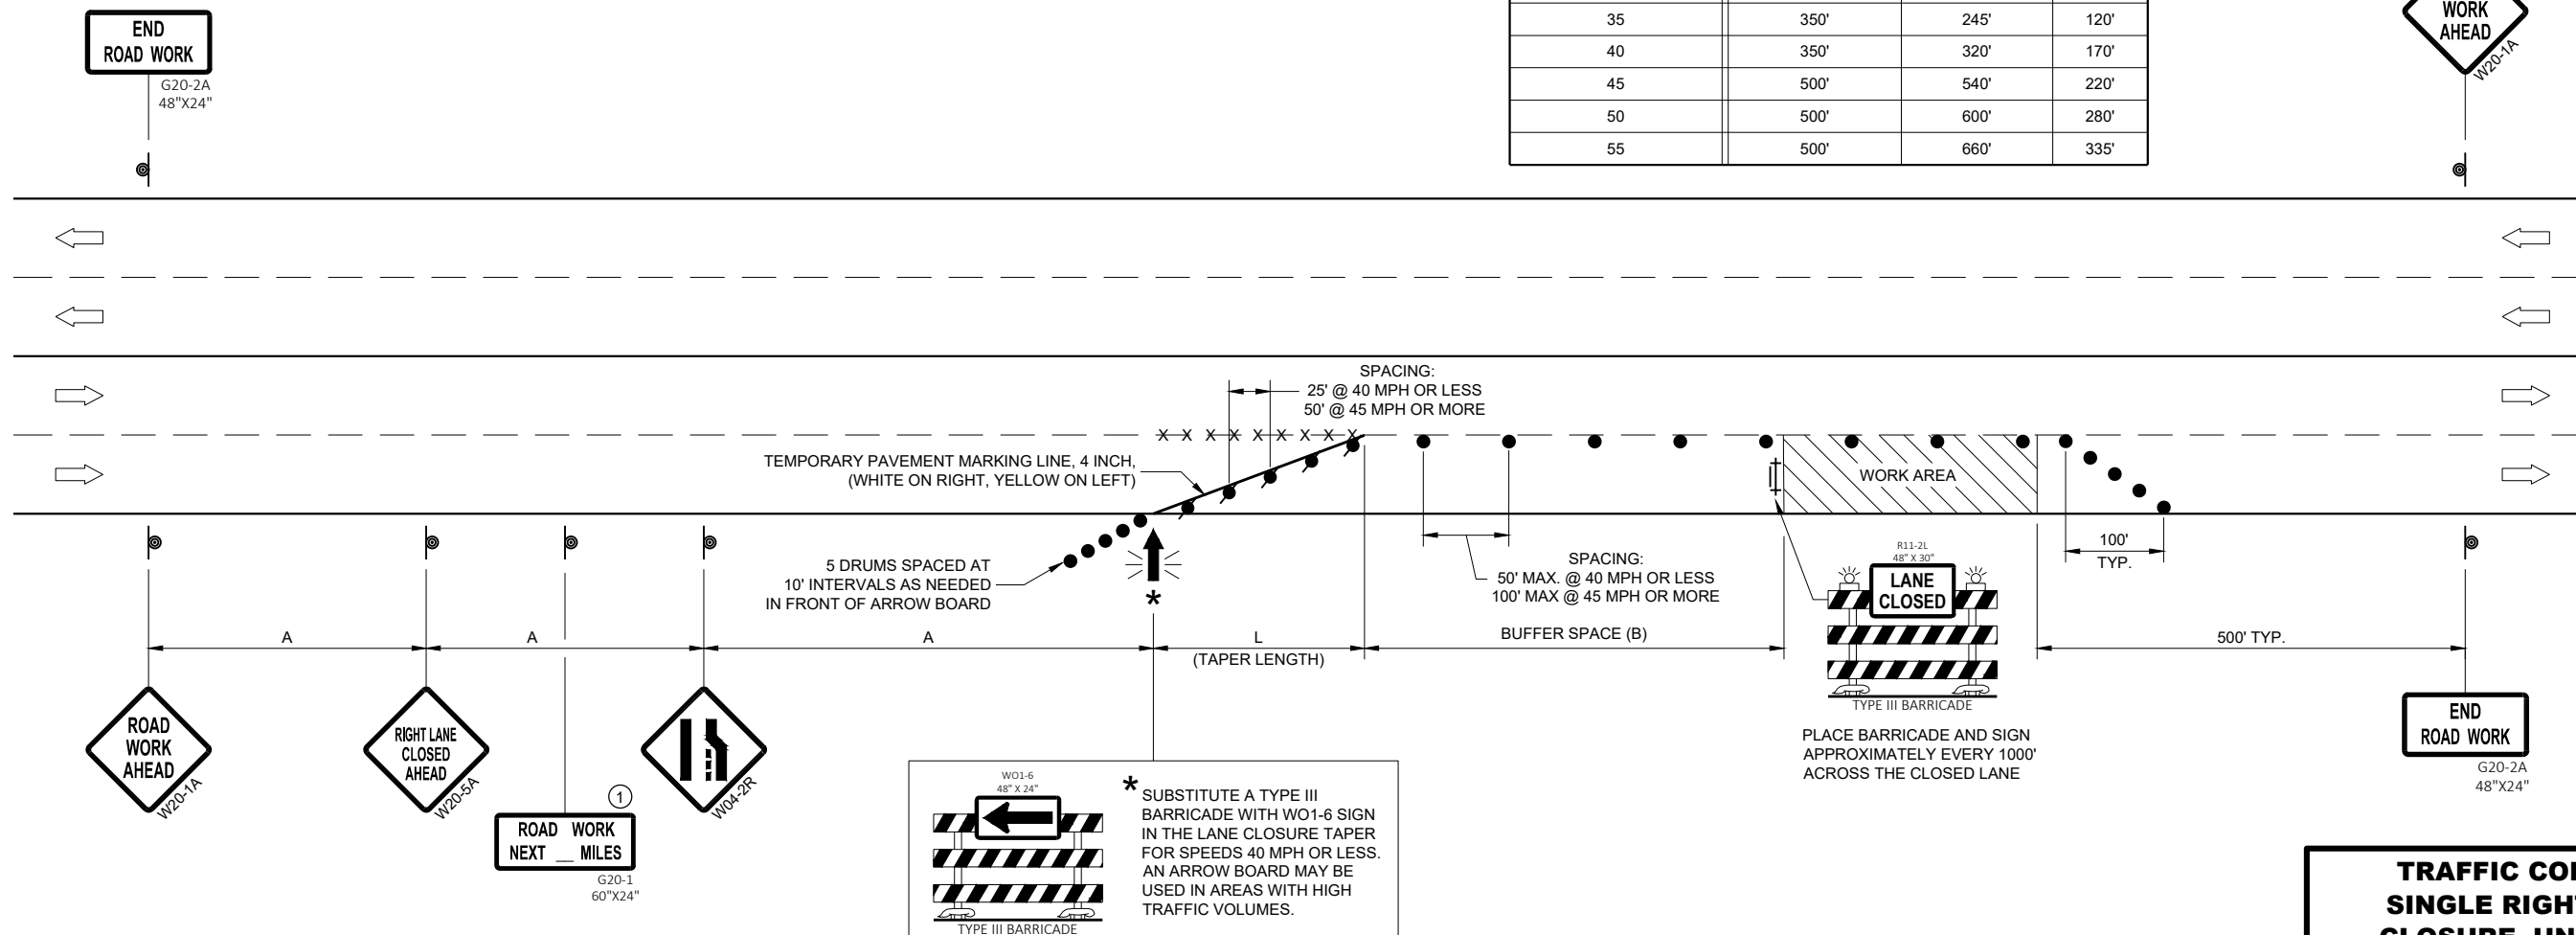 END
ROAD WORK
G20-2A
48"X24"
35 350' 245' 120'
40 350' 320' 170'
45 500' 540' 220'
50 500' 600' 280'
55 500' 660' 335'
WORK
AHEAD
W20-1A
SPACING:
25' @ 40 MPH OR LESS
50' @ 45 MPH OR MORE
X X X X X X X X X
TEMPORARY PAVEMENT MARKING LINE, 4 INCH,
(WHITE ON RIGHT, YELLOW ON LEFT)
WORK AREA
5 DRUMS SPACED AT
10' INTERVALS AS NEEDED
IN FRONT OF ARROW BOARD
*
SPACING:
50' MAX. @ 40 MPH OR LESS
100' MAX @ 45 MPH OR MORE
R11-2L
48" X 30"
LANE
CLOSED
TYPE III BARRICADE
PLACE BARRICADE AND SIGN
APPROXIMATELY EVERY 1000'
ACROSS THE CLOSED LANE
100'
TYP.
A
A
A
L
(TAPER LENGTH)
BUFFER SPACE (B)
500' TYP.
ROAD
WORK
AHEAD
W20-1A
RIGHT LANE
CLOSED
AHEAD
W20-5A
1
ROAD WORK
NEXT __ MILES
G20-1
60"X24"
W04-2R
WO1-6
48" X 24"
TYPE III BARRICADE
* SUBSTITUTE A TYPE III
BARRICADE WITH WO1-6 SIGN
IN THE LANE CLOSURE TAPER
FOR SPEEDS 40 MPH OR LESS.
AN ARROW BOARD MAY BE
USED IN AREAS WITH HIGH
TRAFFIC VOLUMES.
END
ROAD WORK
G20-2A
48"X24"
TRAFFIC
SINGLE